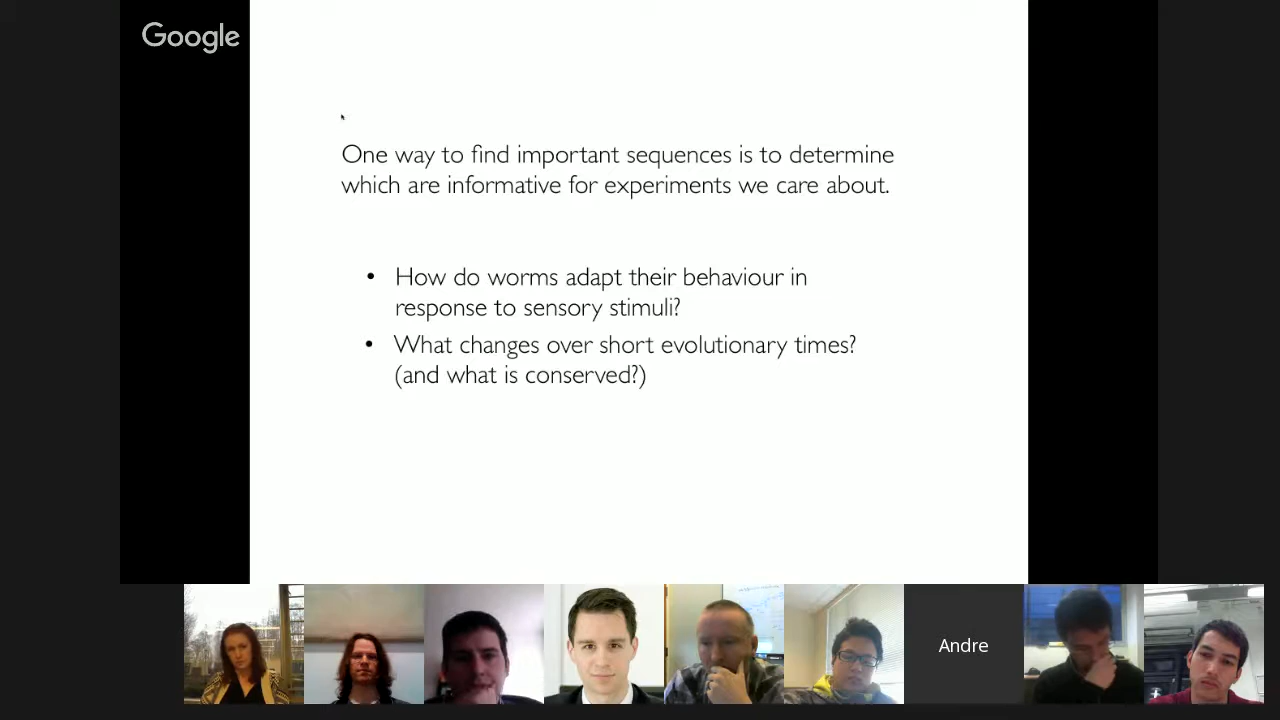 Google
One way to find important sequences is to determine
which are informative for experiments we care about.
• How do worms adapt their behaviour in
response to sensory stimuli?
• What changes over short evolutionary times?
(and what is conserved?)
Andre